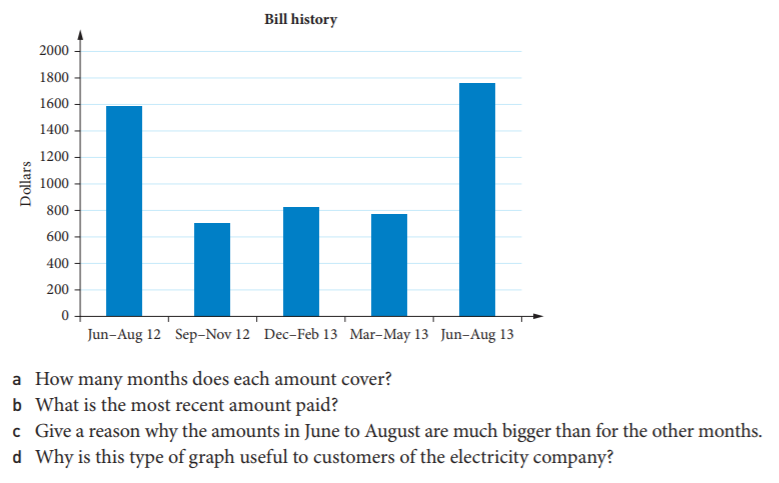 Bill history
2000
1800
1600
1400
1200
1000
800
600
400
200
0
Dollars
Jun–Aug 12 Sep–Nov 12 Dec–Feb 13 Mar–May 13 Jun–Aug 13
a How many months does each amount cover?
b What is the most recent amount paid?
c Give a reason why the amounts in June to August are much bigger than for the other months.
d Why is this type of graph useful to customers of the electricity company?